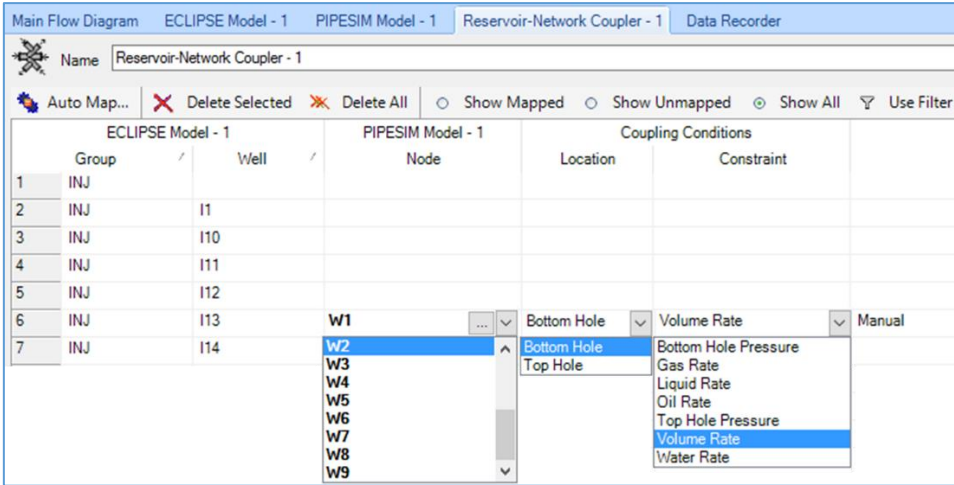 Main Flow Diagram ECLIPSE Model - 1 PIPESIM Model - 1 Reservoir-Network Coupler - 1 Data Recorder
Name Reservoir-Network Coupler - 1
Auto Map... Delete Selected Delete All Show Mapped Show Unmapped Show All Use Filter
ECLIPSE Model - 1 PIPESIM Model - 1 Coupling Conditions
Group Well Node Location Constraint
1 INJ
2 INJ I1
3 INJ I10
4 INJ I11
5 INJ I12
6 INJ I13 W1 ... Bottom Hole Volume Rate Manual
7 INJ I14 W2 Bottom Hole Bottom Hole Pressure
W3 Top Hole Gas Rate
W4 Liquid Rate
W5 Oil Rate
W6 Top Hole Pressure
W7 Volume Rate
W8 Water Rate
W9